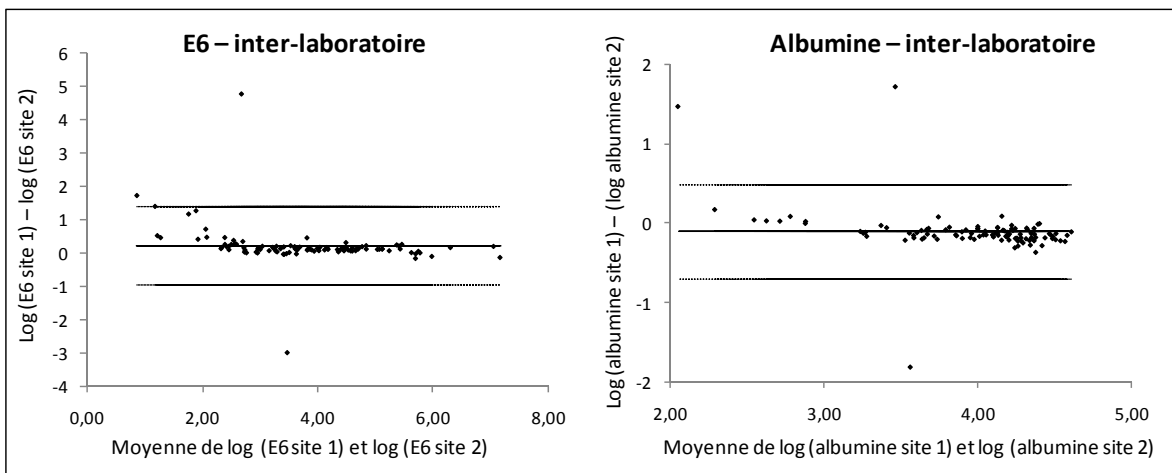 E6 – inter-laboratoire
Log (E6 site 1) – log (E6 site 2)
6
5
4
3
2
1
0
-1
-2
-3
-4
0,00 2,00 4,00 6,00 8,00
Moyenne de log (E6 site 1) et log (E6 site 2)
Albumine – inter-laboratoire
Log (albumine site 1) – (log albumine site 2)
2
1
0
-1
-2
2,00 3,00 4,00 5,00
Moyenne de log (albumine site 1) et log (albumine site 2)